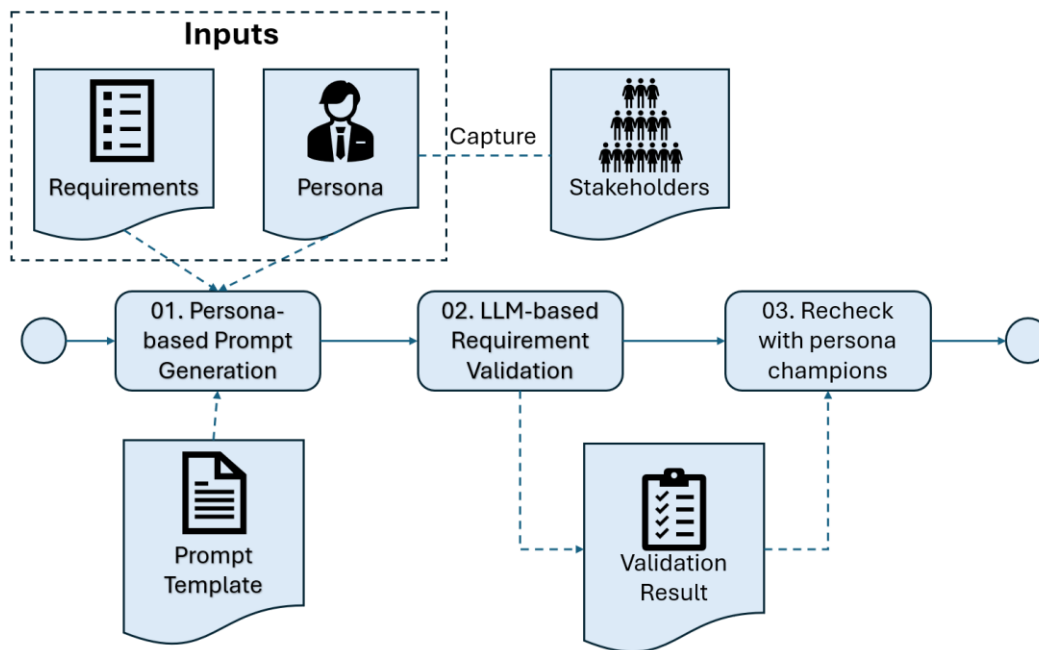 Inputs
Requirements
Persona
Capture
Stakeholders
01. Persona-
based Prompt
Generation
02. LLM-based
Requirement
Validation
03. Recheck
with persona
champions
Prompt
Template
Validation
Result